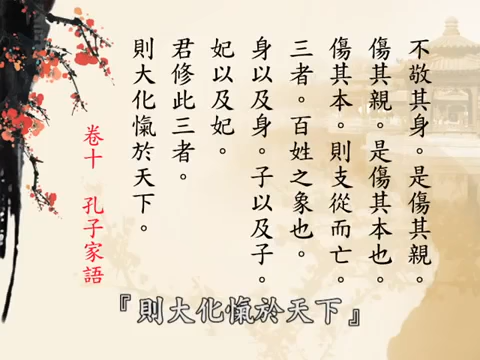 不敬其身。是傷其親。
傷其親。是傷其本也。
傷其本。則支從而亡。
三者。百姓之象也。
身以及身。子以及子。
妃以及妃。
君修此三者。
則大化愾於天下。
卷十 孔子家語
『則大化愾於天下』